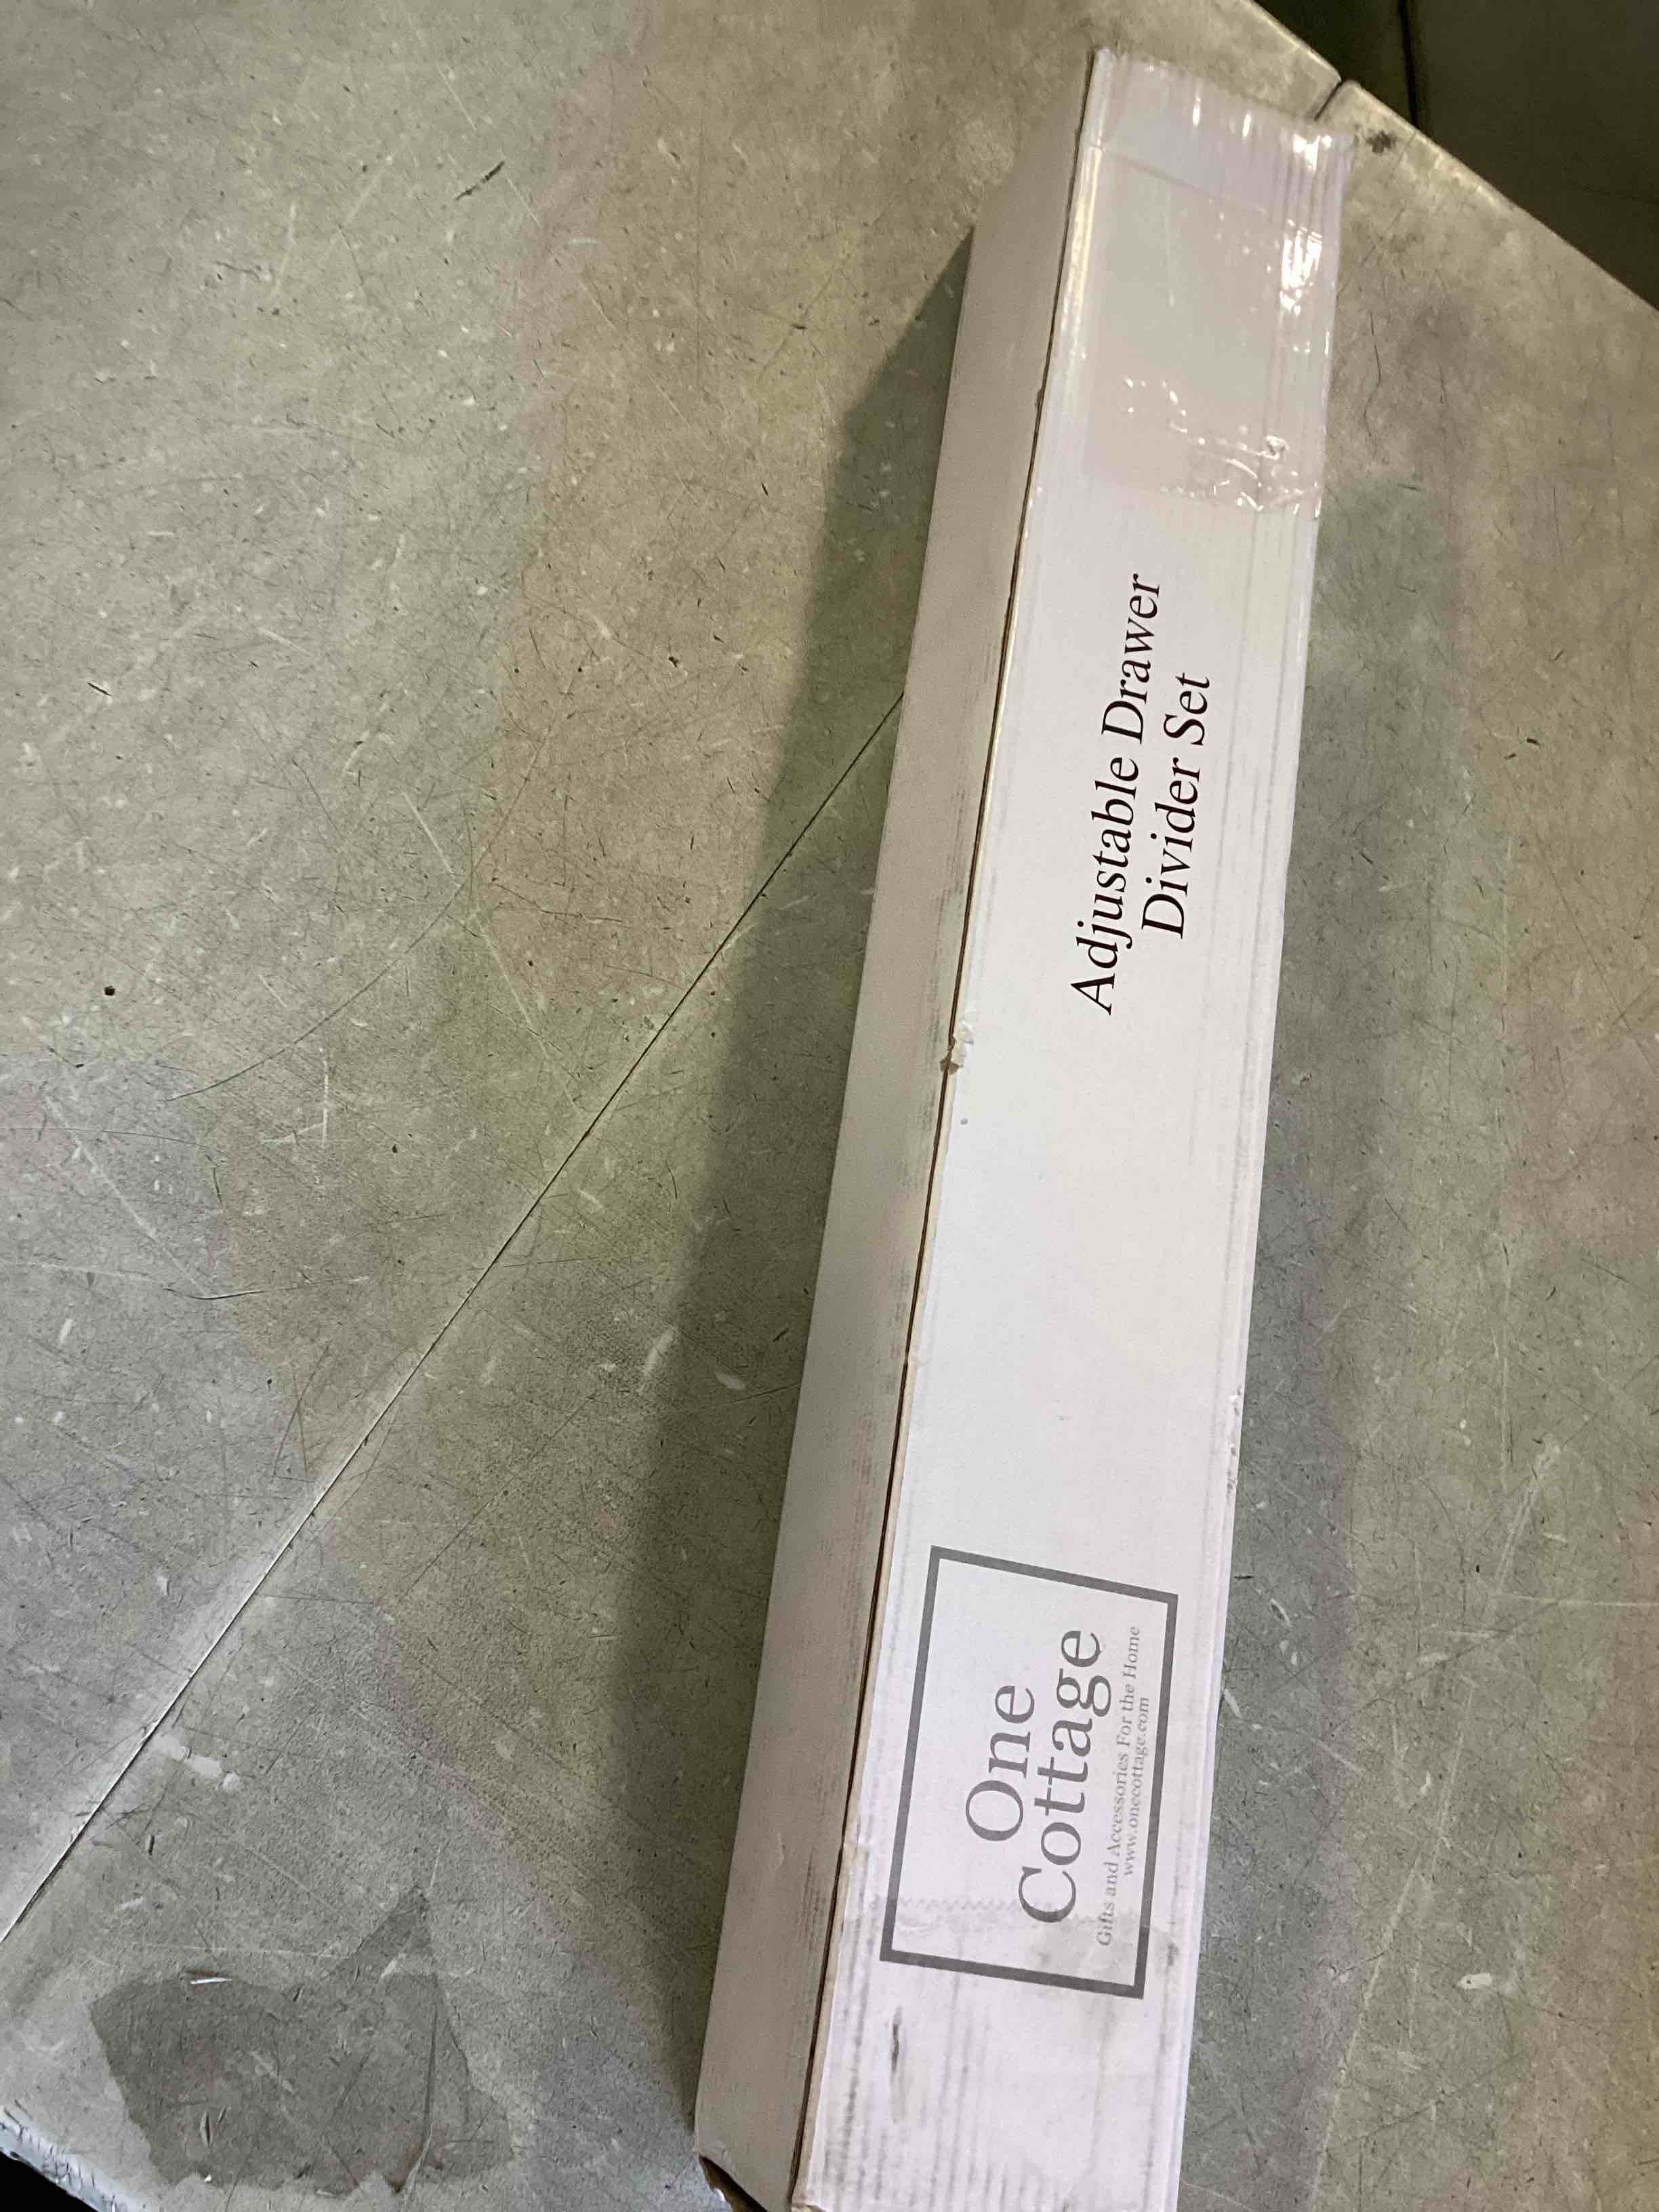 Adjustable Drawer
Divider Set
One
Cottage
Gifts and Accessories For the Home
www.onecottage.com